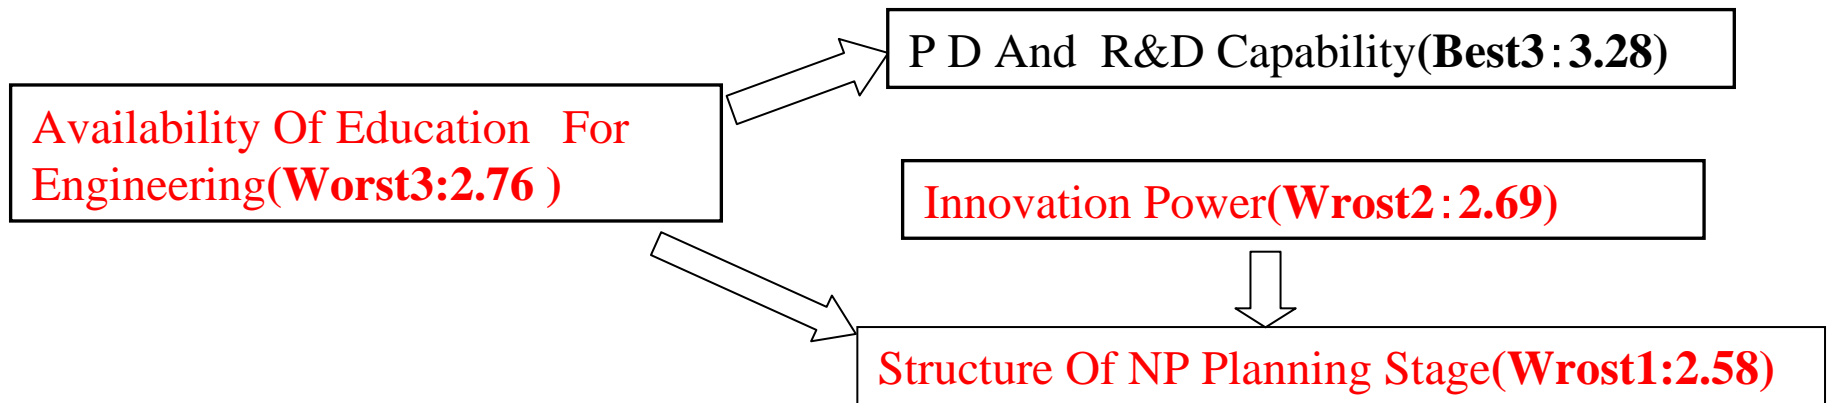 P D And R&D Capability(Best3：3.28)
Availability Of Education For
Engineering(Worst3:2.76 )
Innovation Power(Wrost2：2.69)
Structure Of NP Planning Stage(Wrost1:2.58)